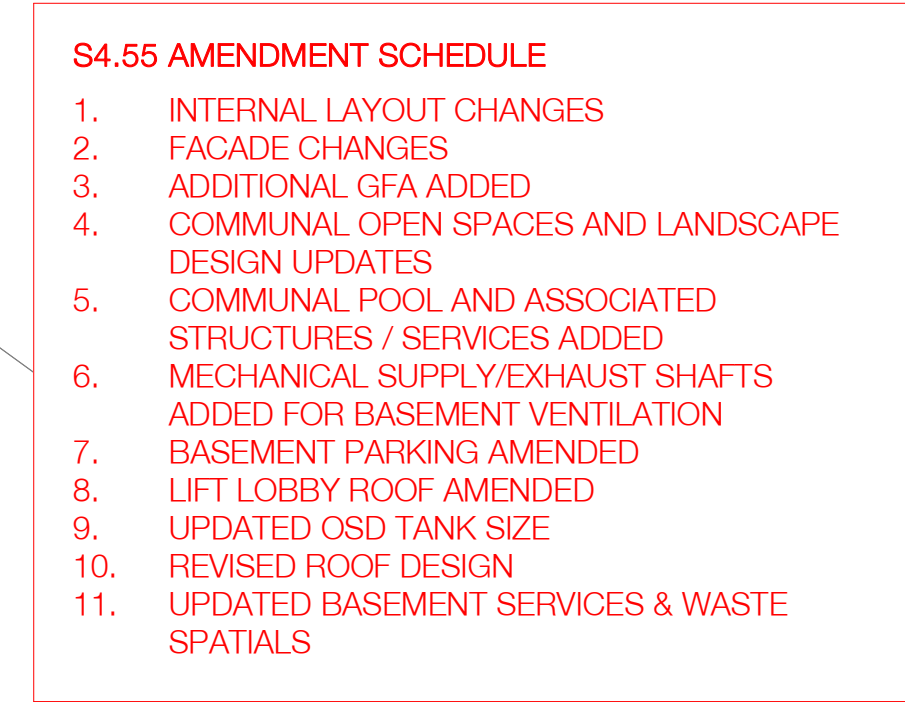 S4.55 AMENDMENT SCHEDULE
1. INTERNAL LAYOUT CHANGES
2. FACADE CHANGES
3. ADDITIONAL GFA ADDED
4. COMMUNAL OPEN SPACES AND LANDSCAPE
DESIGN UPDATES
5. COMMUNAL POOL AND ASSOCIATED
STRUCTURES / SERVICES ADDED
6. MECHANICAL SUPPLY/EXHAUST SHAFTS
ADDED FOR BASEMENT VENTILATION
7. BASEMENT PARKING AMENDED
8. LIFT LOBBY ROOF AMENDED
9. UPDATED OSD TANK SIZE
10. REVISED ROOF DESIGN
11. UPDATED BASEMENT SERVICES & WASTE
SPATIALS